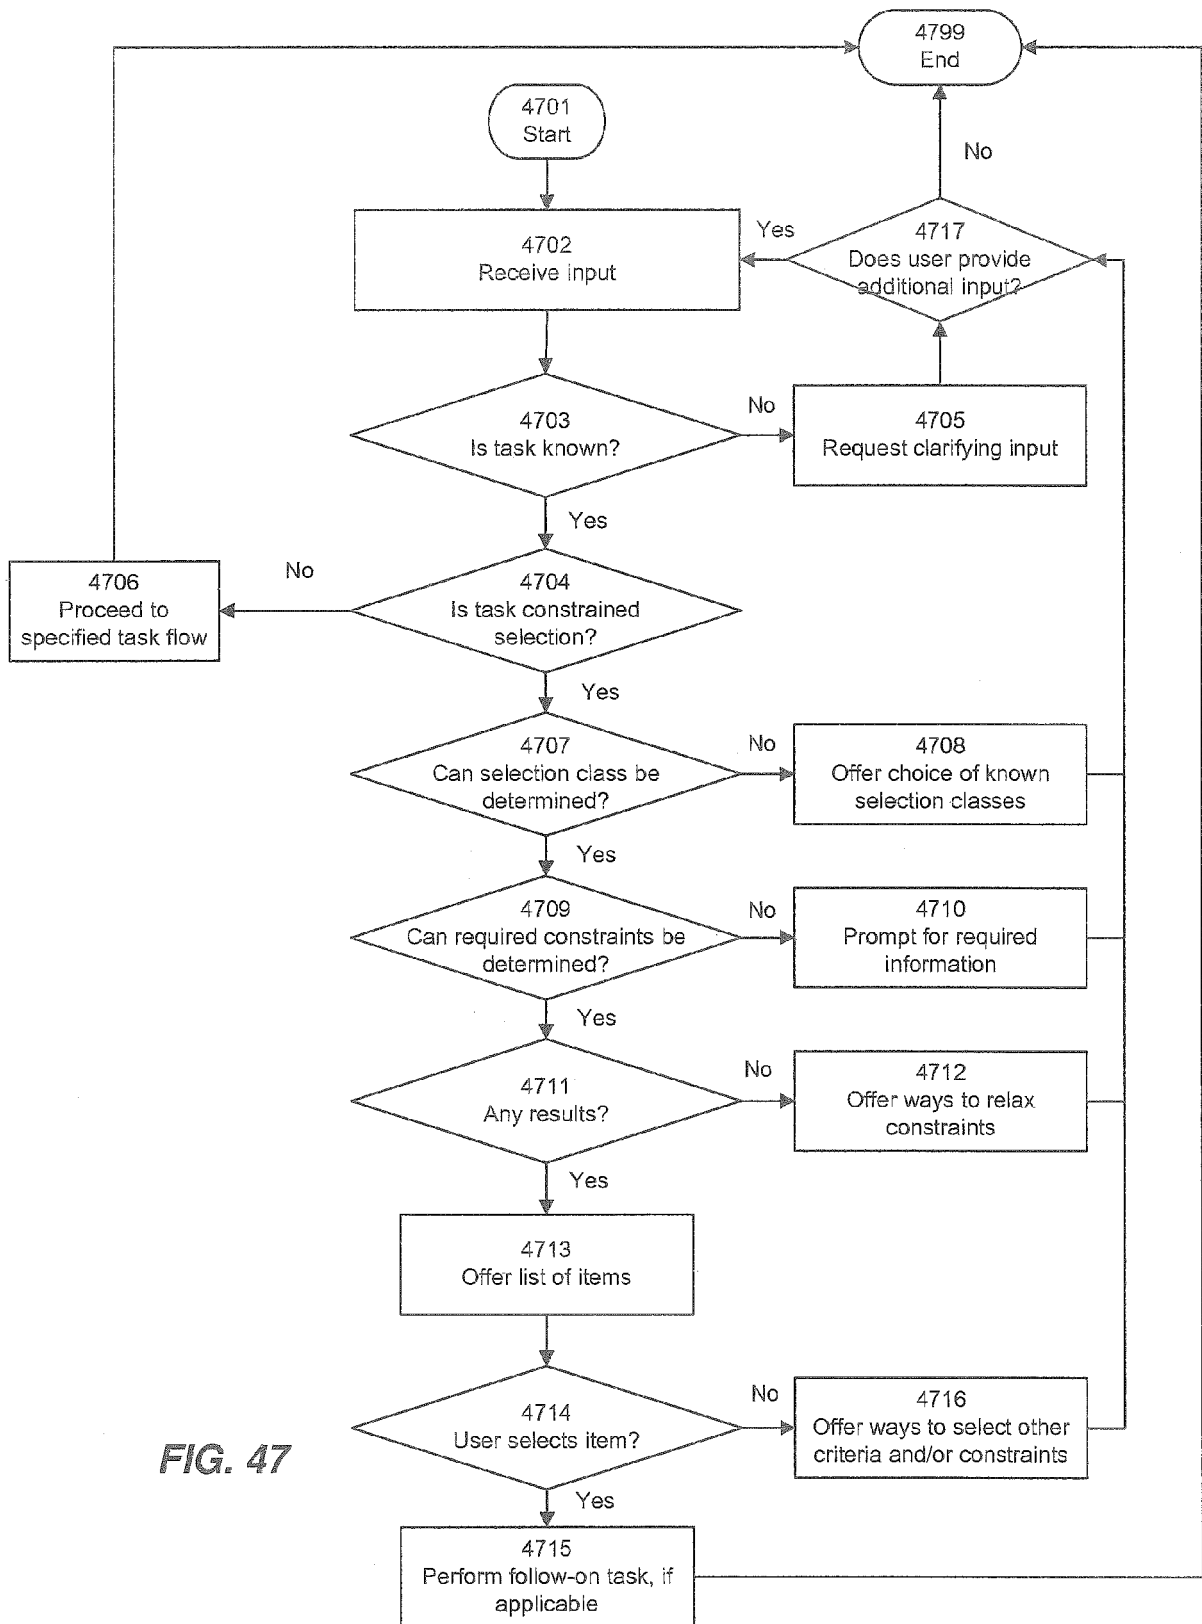 4799
End
4701
Start
No
Yes
4717
Does user provide
additional input?
4702
Receive input
4703
Is task known?
No
4705
Request clarifying input
Yes
4706
Proceed to
specified task flow
No
4704
Is task constrained
selection?
Yes
4707
Can selection class be
determined?
No
4708
Offer choice of known
selection classes
Yes
4709
Can required constraints be
determined?
No
4710
Prompt for required
information
Yes
4711
Any results?
No
4712
Offer ways to relax
constraints
Yes
4713
Offer list of items
4714
User selects item?
No
4716
Offer ways to select other
criteria and/or constraints
FIG. 47
Yes
4715
Perform follow-on task, if
applicable